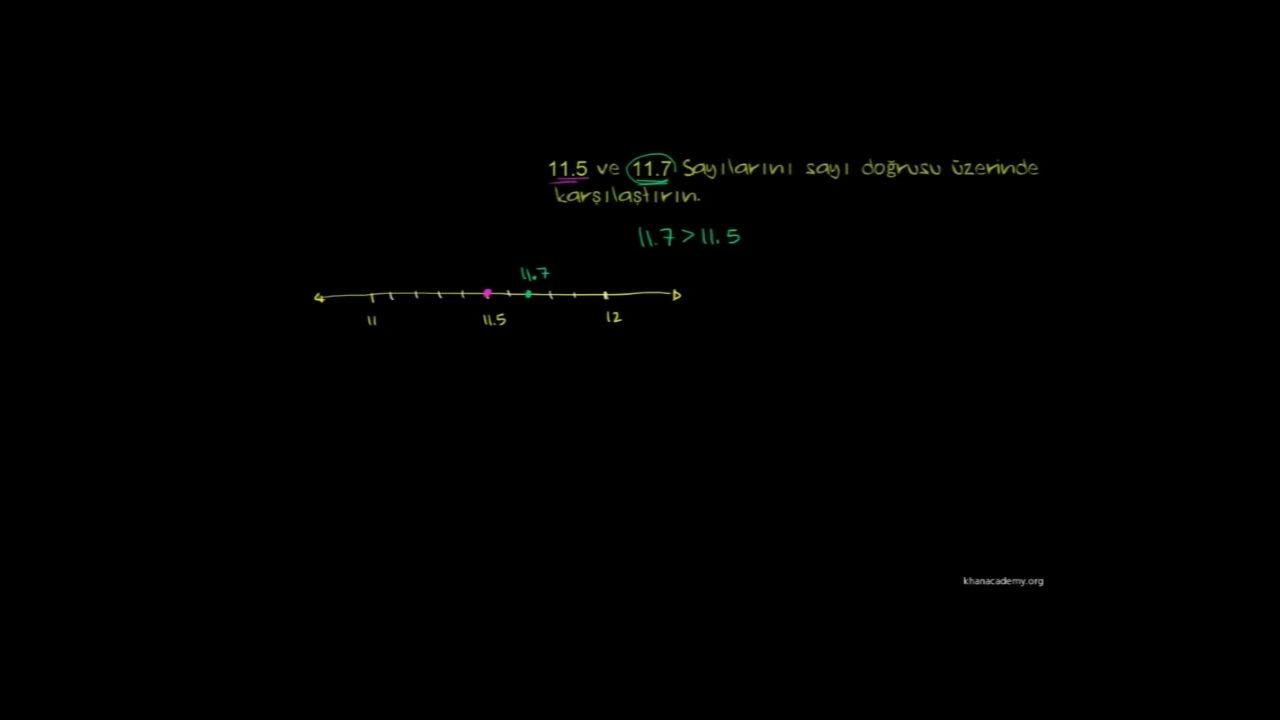 11.5 ve 11.7 Sayılarını sayı doğrusu üzerinde
karşılaştırın.
11.7 > 11.5
11.7
11 11.5 12
khanacademy.org